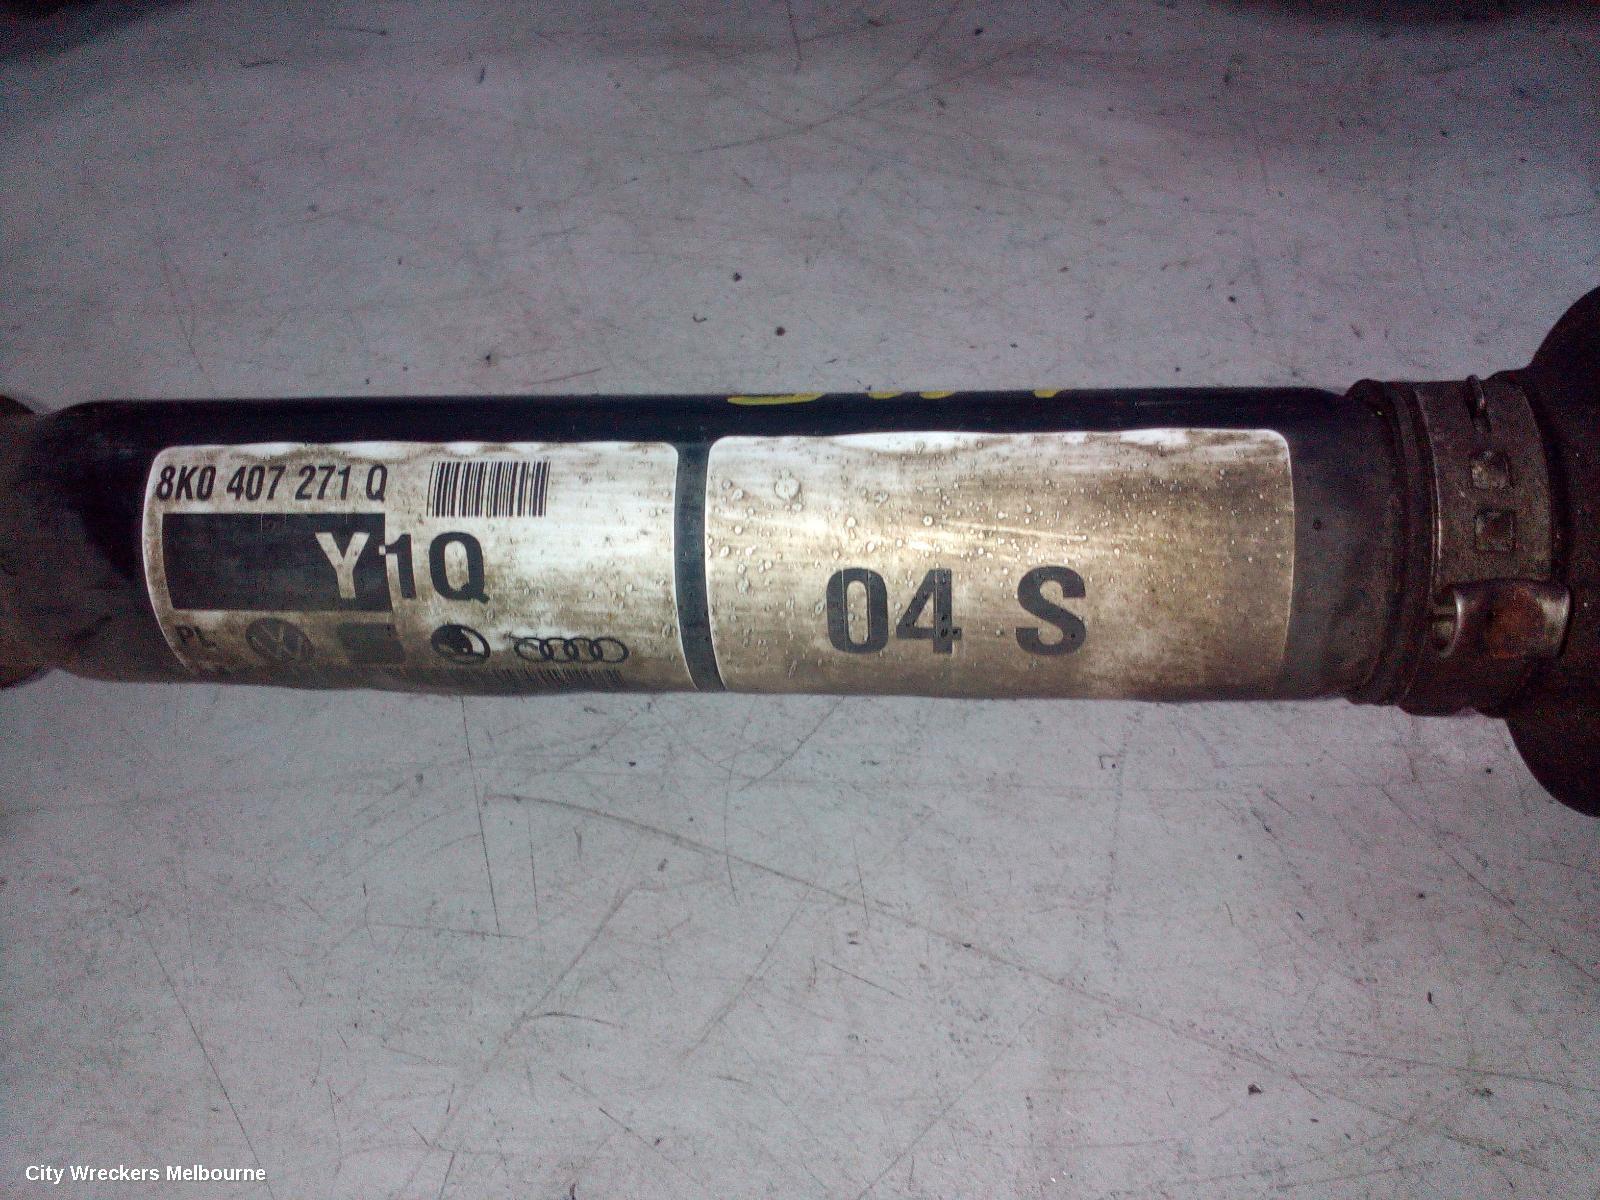 8K0 407 271 Q
Y1Q
04 S
PL
City Wreckers Melbourne